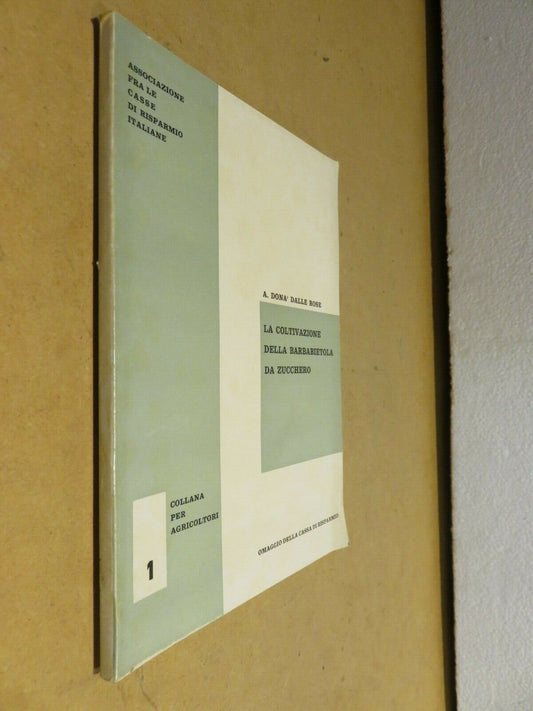 ASSOCIAZIONE
FRA LE
CASSE
DI RISPARMIO
ITALIANE
A. DONA' DALLE ROSE
LA COLTIVAZIONE
DELLA BARBABIETOLA
DA ZUCCHERO
COLLANA
PER
AGRICOLTORI
1
OMAGGIO DELLA CASSA DI RISPARMIO